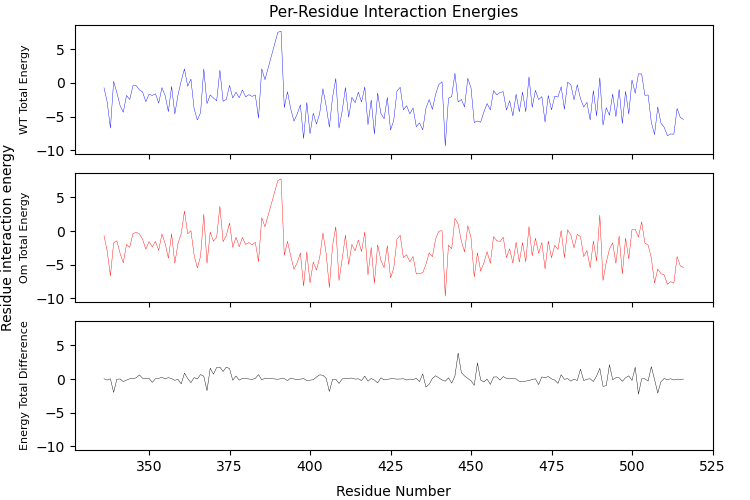 Per-Residue Interaction Energies
Residue interaction energy
WT Total Energy
5
0
−5
−10
Om Total Energy
5
0
−5
−10
Energy Total Difference
5
0
−5
−10
350 375 400 425 450 475 500 525
Residue Number